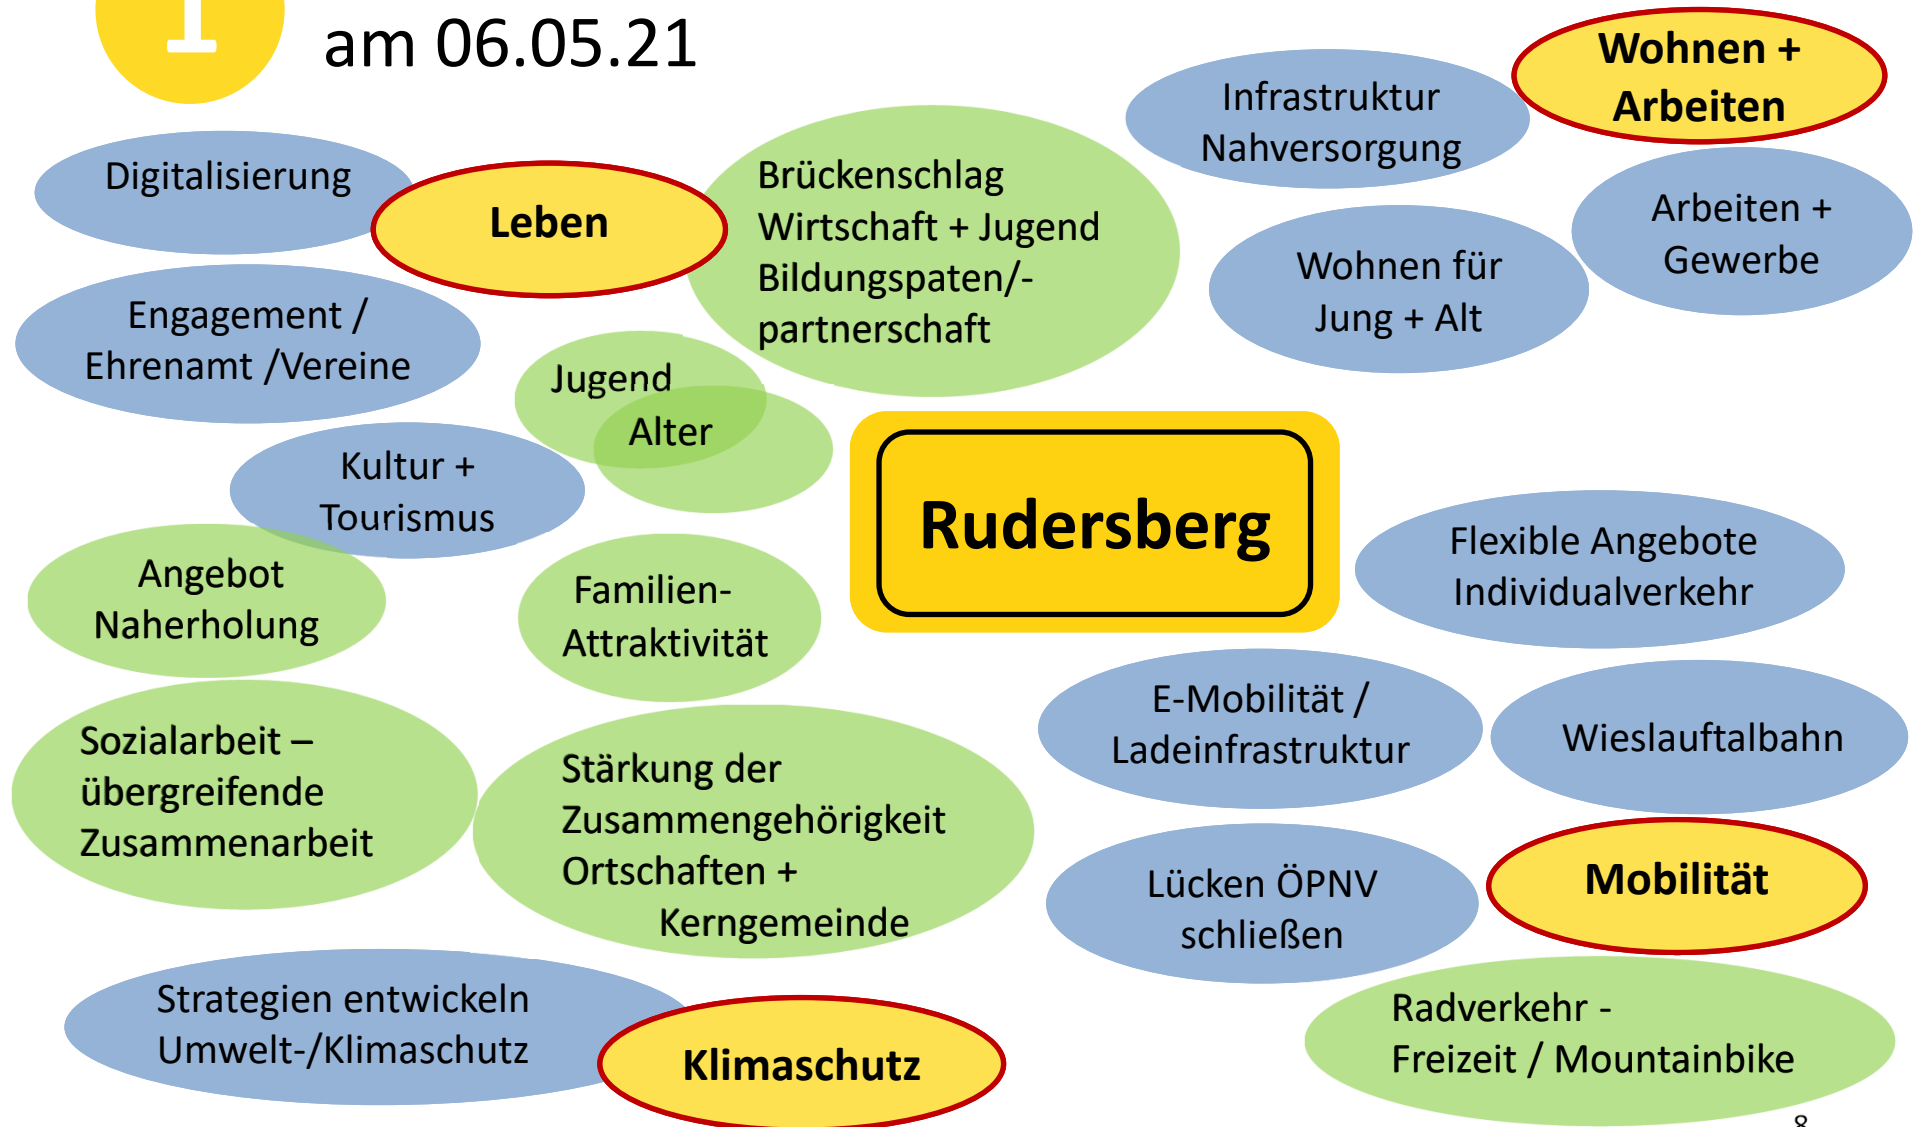 1
am 06.05.21
Wohnen +
Arbeiten
Infrastruktur
Nahversorgung
Digitalisierung
Leben
Brückenschlag
Wirtschaft + Jugend
Bildungspaten/-
partnerschaft
Arbeiten +
Gewerbe
Wohnen für
Jung + Alt
Engagement /
Ehrenamt /Vereine
Jugend
Alter
Kultur +
Tourismus
Rudersberg
Angebot
Naherholung
Familien-
Attraktivität
Flexible Angebote
Individualverkehr
E-Mobilität /
Ladeinfrastruktur
Wieslauftalbahn
Sozialarbeit –
übergreifende
Zusammenarbeit
Stärkung der
Zusammengehörigkeit
Ortschaften +
Kerngemeinde
Lücken ÖPNV
schließen
Mobilität
Strategien entwickeln
Umwelt-/Klimaschutz
Klimaschutz
Radverkehr -
Freizeit / Mountainbike
8